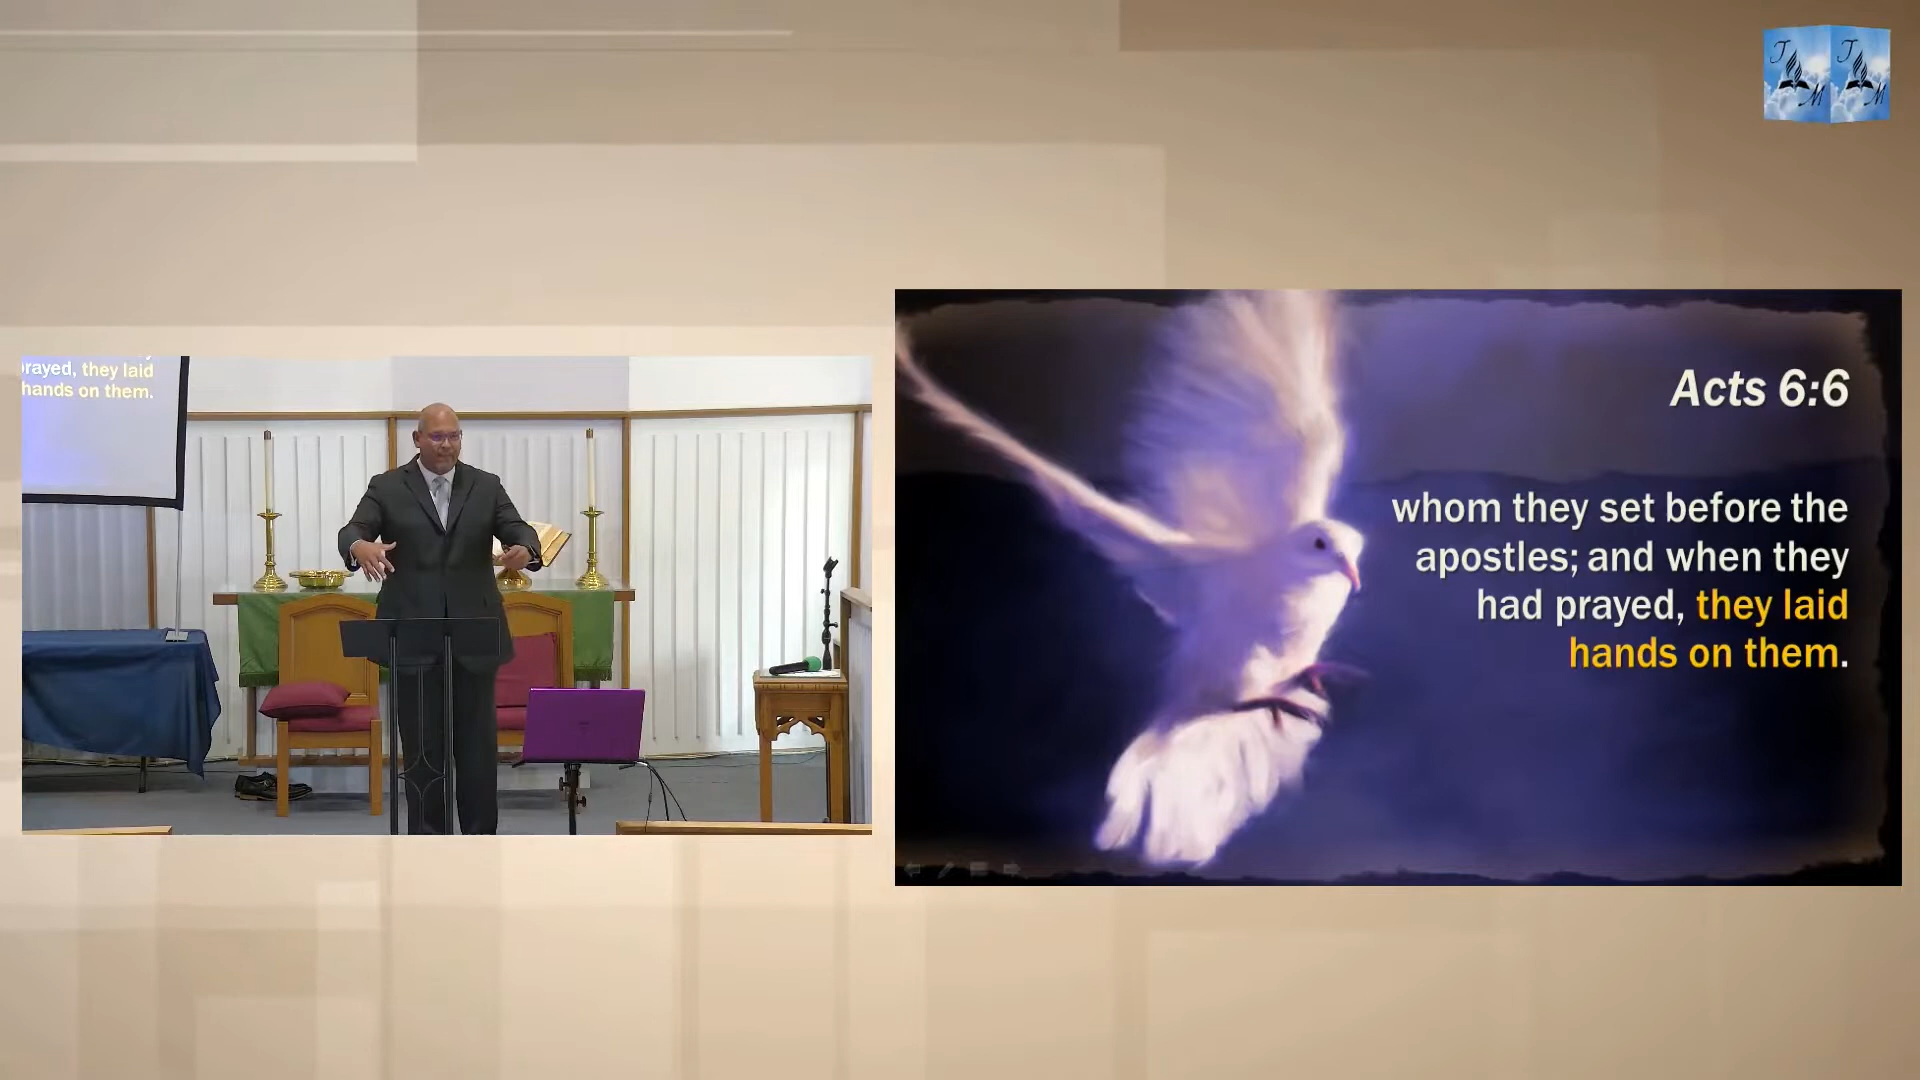 T M T M
prayed, they laid
hands on them.
Acts 6:6
whom they set before the
apostles; and when they
had prayed, they laid
hands on them.